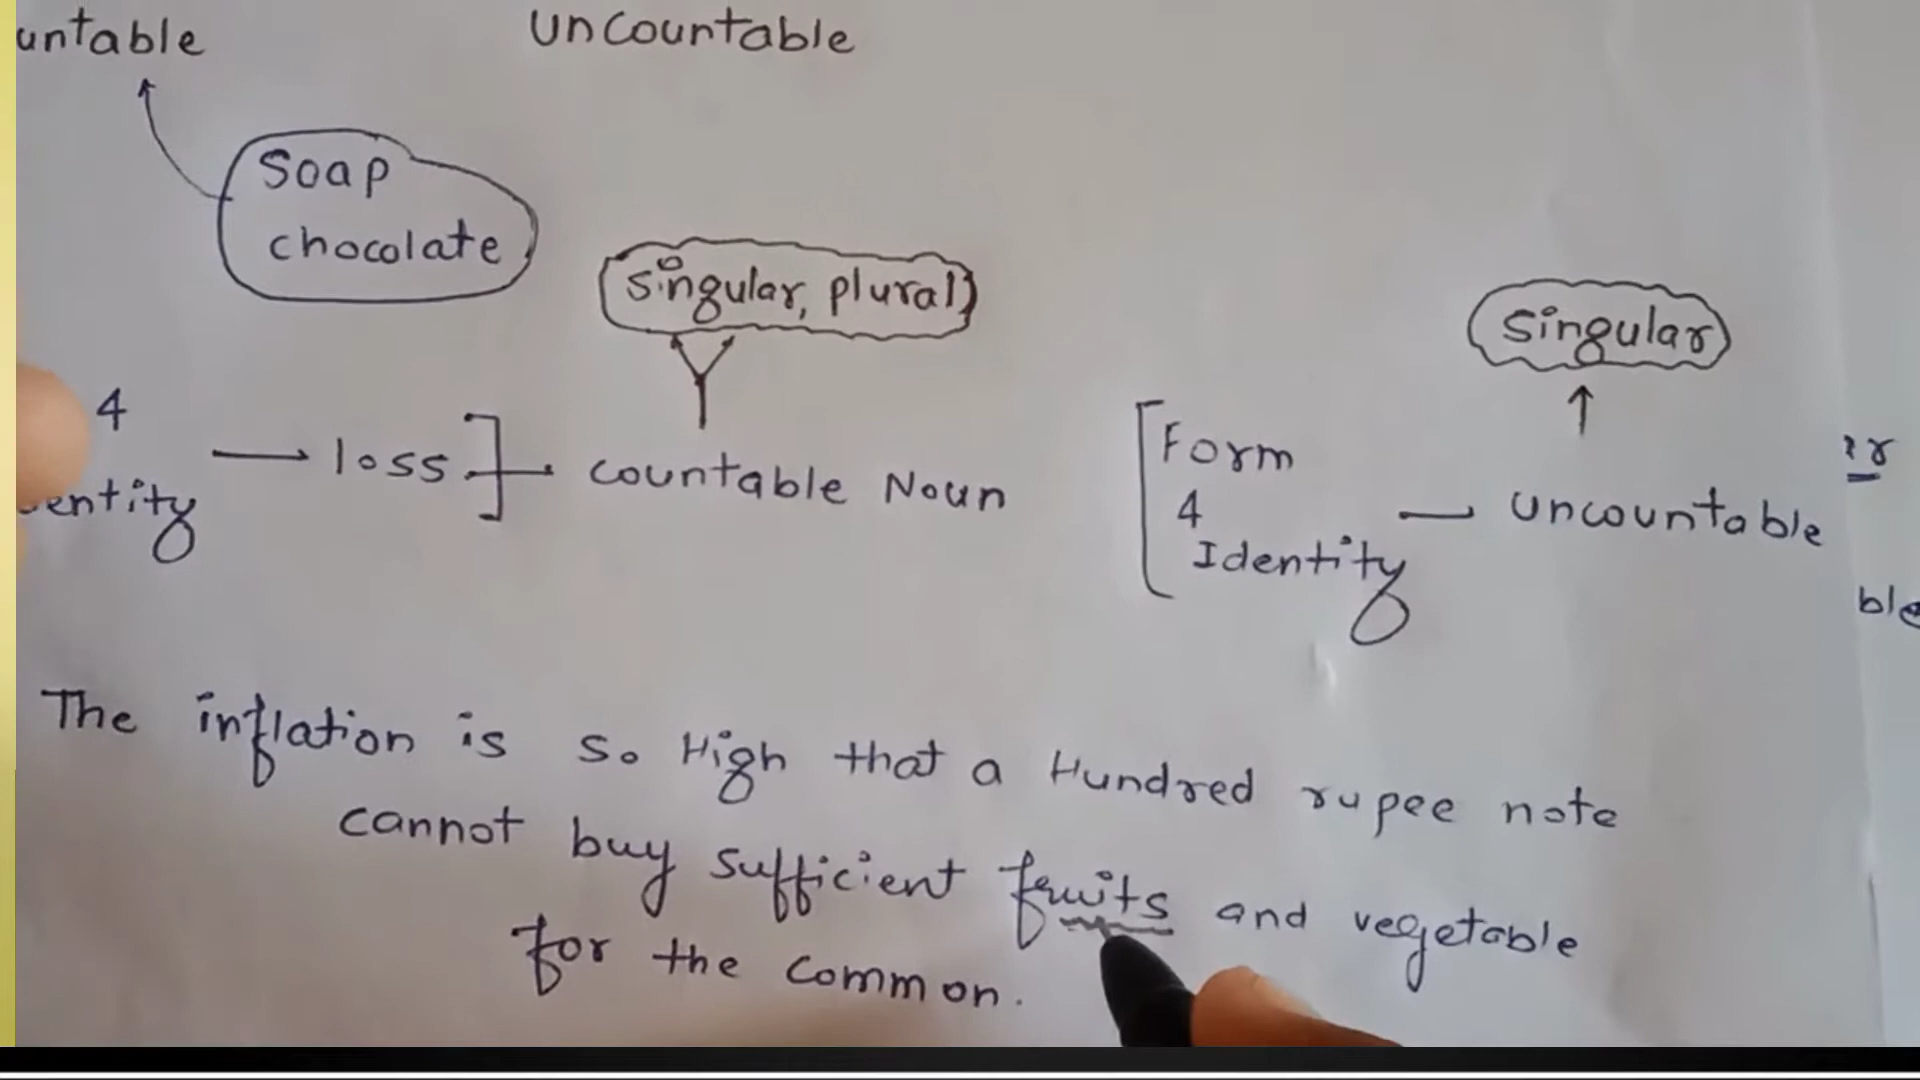 untable
uncountable
Soap
chocolate
singular, plural
singular
4
entity
loss
countable Noun
Form
4
Identity
uncountable
ble
The inflation is so High that a Hundred rupee note
cannot buy sufficient fruits and vegetable
for the common.